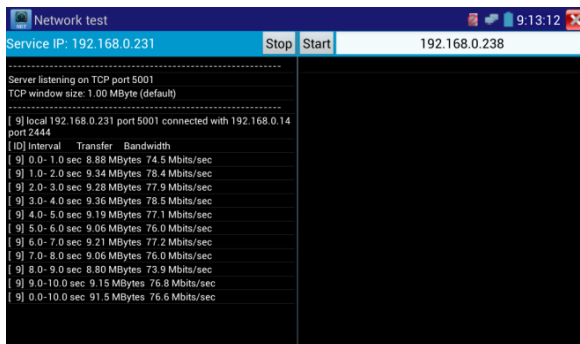 NET
Network test
9:13:12
Service IP: 192.168.0.231
Stop
Start
192.168.0.238
------------------------------------------------------------
Server listening on TCP port 5001
TCP window size: 1.00 MByte (default)
------------------------------------------------------------
[ 9] local 192.168.0.231 port 5001 connected with 192.168.0.14
port 2444
[ ID] Interval Transfer Bandwidth
[ 9] 0.0- 1.0 sec 8.88 MBytes 74.5 Mbits/sec
[ 9] 1.0- 2.0 sec 9.34 MBytes 78.4 Mbits/sec
[ 9] 2.0- 3.0 sec 9.28 MBytes 77.9 Mbits/sec
[ 9] 3.0- 4.0 sec 9.36 MBytes 78.5 Mbits/sec
[ 9] 4.0- 5.0 sec 9.19 MBytes 77.1 Mbits/sec
[ 9] 5.0- 6.0 sec 9.06 MBytes 76.0 Mbits/sec
[ 9] 6.0- 7.0 sec 9.21 MBytes 77.2 Mbits/sec
[ 9] 7.0- 8.0 sec 9.06 MBytes 76.0 Mbits/sec
[ 9] 8.0- 9.0 sec 8.80 MBytes 73.9 Mbits/sec
[ 9] 9.0-10.0 sec 9.15 MBytes 76.8 Mbits/sec
[ 9] 0.0-10.0 sec 91.5 MBytes 76.6 Mbits/sec